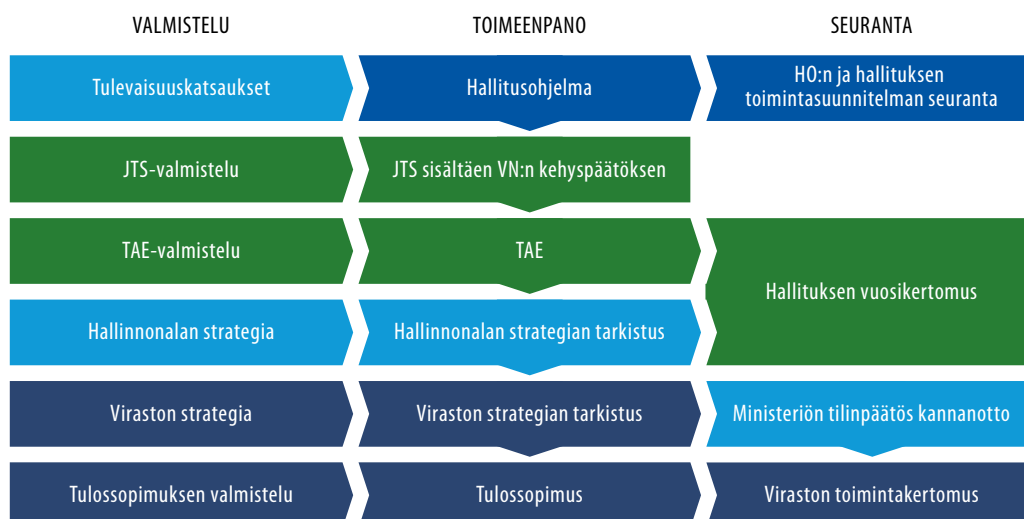 VALMISTELU
TOIMEENPANO
SEURANTA
Tulevaisuuskatsaukset
Hallitusohjelma
HO:n ja hallituksen
toimintasuunnitelman seuranta
JTS-valmistelu
JTS sisältäen VN:n kehyspäätöksen
TAE-valmistelu
TAE
Hallituksen vuosikertomus
Hallinnonalan strategia
Hallinnonalan strategian tarkistus
Viraston strategia
Viraston strategian tarkistus
Ministeriön tilinpäätös kannanotto
Tulossopimuksen valmistelu
Tulossopimus
Viraston toimintakertomus